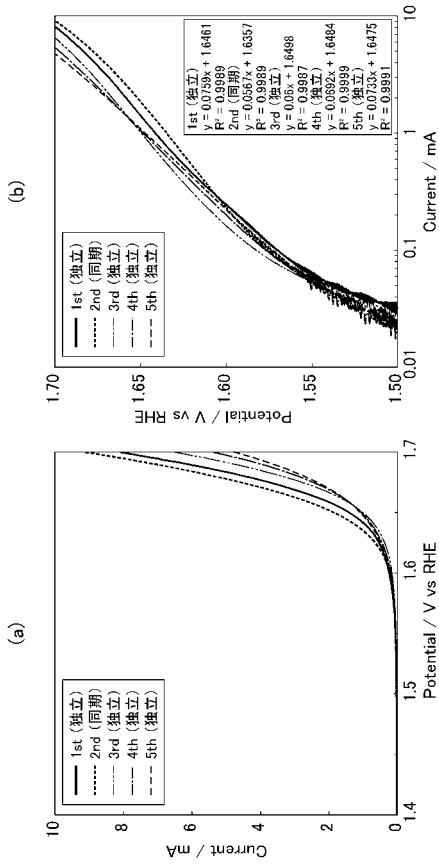 (a)
1st (独立)
2nd (同期)
3rd (独立)
4th (独立)
5th (独立)
Current / mA
10
8
6
4
2
0
1.4
1.5
1.6
1.7
Potential / V vs RHE
(b)
1st (独立)
2nd (同期)
3rd (独立)
4th (独立)
5th (独立)
Potential / V vs RHE
1.70
1.65
1.60
1.55
1.50
0.01
0.1
1
10
Current / mA
1st (独立)
y = 0.0759x + 1.6461
R² = 0.9989
2nd (同期)
y = 0.0567x + 1.6357
R² = 0.9989
3rd (独立)
y = 0.06x + 1.6498
R² = 0.9987
4th (独立)
y = 0.0692x + 1.6484
R² = 0.9999
5th (独立)
y = 0.0733x + 1.6475
R² = 0.9991